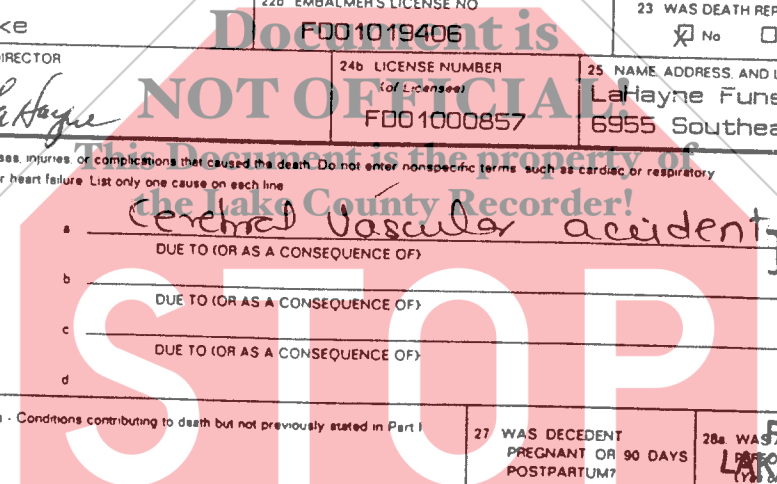 22b EMBALMER'S LICENSE NO
FD01019406
23 WAS DEATH REP
No
ke
DIRECTOR
LaHayne
24b LICENSE NUMBER
(of Licensee)
FD01000857
25 NAME, ADDRESS, AND L
LaHayne Fune
6955 Southea
Document is
NOT OFFICIAL!
This Document is the property of
the Lake County Recorder!
STOP
ses, injuries, or complications that caused the death Do not enter nonspecific terms such as cardiac or respiratory
r heart failure List only one cause on each line
a Cerebral Vascular accident
DUE TO (OR AS A CONSEQUENCE OF)
b
DUE TO (OR AS A CONSEQUENCE OF)
c
DUE TO (OR AS A CONSEQUENCE OF)
d
- Conditions contributing to death but not previously stated in Part I
27 WAS DECEDENT
PREGNANT OR 90 DAYS
POSTPARTUM?
28a. WAS
LAK